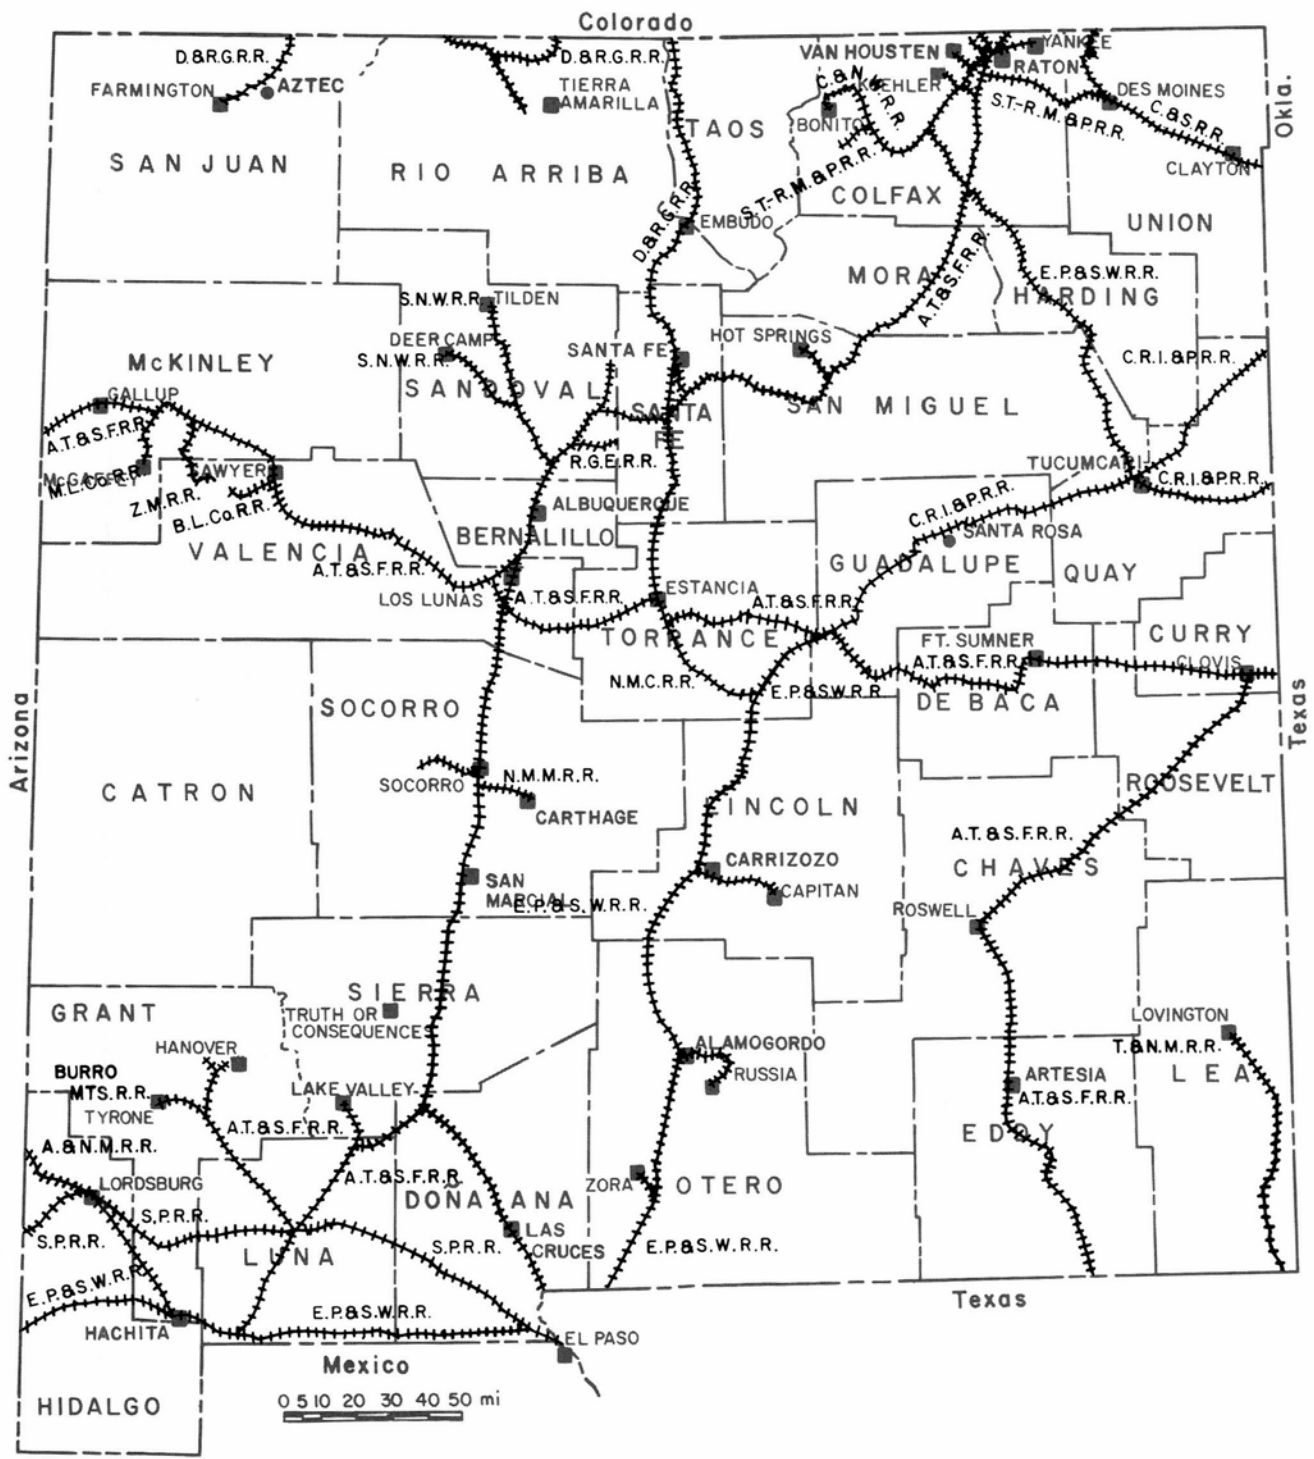 Colorado
D.&R.G.R.R.
FARMINGTON
AZTEC
D.&R.G.R.R.
TIERRA
AMARILLA
VAN HOUSTEN
YANKEE
RATON
KOEHLER
C.&N.W.R.R.
BONITO
DES MOINES
S.T.-R.M.&P.R.R.
C.&S.R.R.
CLAYTON
Okla.
SAN JUAN
RIO ARRIBA
TAOS
COLFAX
UNION
S.T.-R.M.&P.R.R.
D.&R.G.R.R.
EMBUDO
MORA
A.T.&S.F.R.R.
E.P.&S.W.R.R.
HARDING
S.N.W.R.R.
TILDEN
DEER CAMP
S.N.W.R.R.
SANTA FE
HOT SPRINGS
C.R.I.&P.R.R.
McKINLEY
SANDOVAL
SANTA
FE
SAN MIGUEL
GALLUP
A.T.&S.F.R.R.
McGAFFEY
M.L.Co.R.R.
Z.M.R.R.
SAWYER
B.L.Co.R.R.
R.G.E.R.R.
TUCUMCARI
C.R.I.&P.R.R.
C.R.I.&P.R.R.
ALBUQUERQUE
BERNALILLO
SANTA ROSA
VALENCIA
GUADALUPE
QUAY
A.T.&S.F.R.R.
LOS LUNAS
A.T.&S.F.R.R.
ESTANCIA
A.T.&S.F.R.R.
TORRANCE
FT. SUMNER
CURRY
A.T.&S.F.R.R.
CLOVIS
N.M.C.R.R.
E.P.&S.W.R.R.
DE BACA
Arizona
Texas
SOCORRO
CATRON
SOCORRO
N.M.M.R.R.
CARTHAGE
LINCOLN
ROOSEVELT
A.T.&S.F.R.R.
CHAVES
CARRIZOZO
CAPITAN
SAN
MARCIAL
E.P.&S.W.R.R.
ROSWELL
SIERRA
TRUTH OR
CONSEQUENCES
GRANT
HANOVER
ALAMOGORDO
RUSSIA
LOVINGTON
T.&N.M.R.R.
LEA
BURRO
MTS.R.R.
TYRONE
LAKE VALLEY
ARTESIA
A.T.&S.F.R.R.
EDDY
A.T.&S.F.R.R.
A.&N.M.R.R.
LORDSBURG
A.T.&S.F.R.R.
DOÑA ANA
ZORA
OTERO
S.P.R.R.
S.P.R.R.
LUNA
S.P.R.R.
LAS
CRUCES
E.P.&S.W.R.R.
E.P.&S.W.R.R.
HACHITA
E.P.&S.W.R.R.
Texas
EL PASO
Mexico
HIDALGO
0 5 10 20 30 40 50 mi